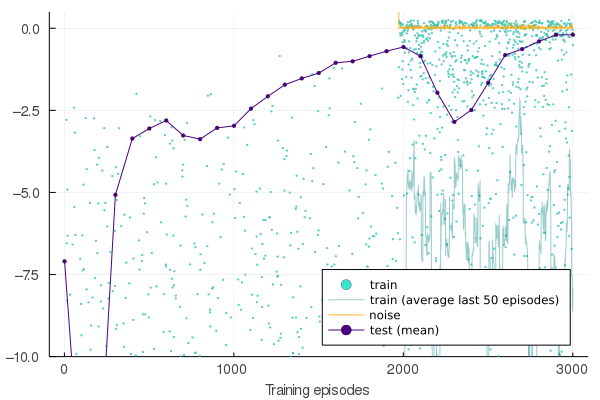 0.0
−2.5
−5.0
−7.5
−10.0
train
train (average last 50 episodes)
noise
test (mean)
0 1000 2000 3000
Training episodes